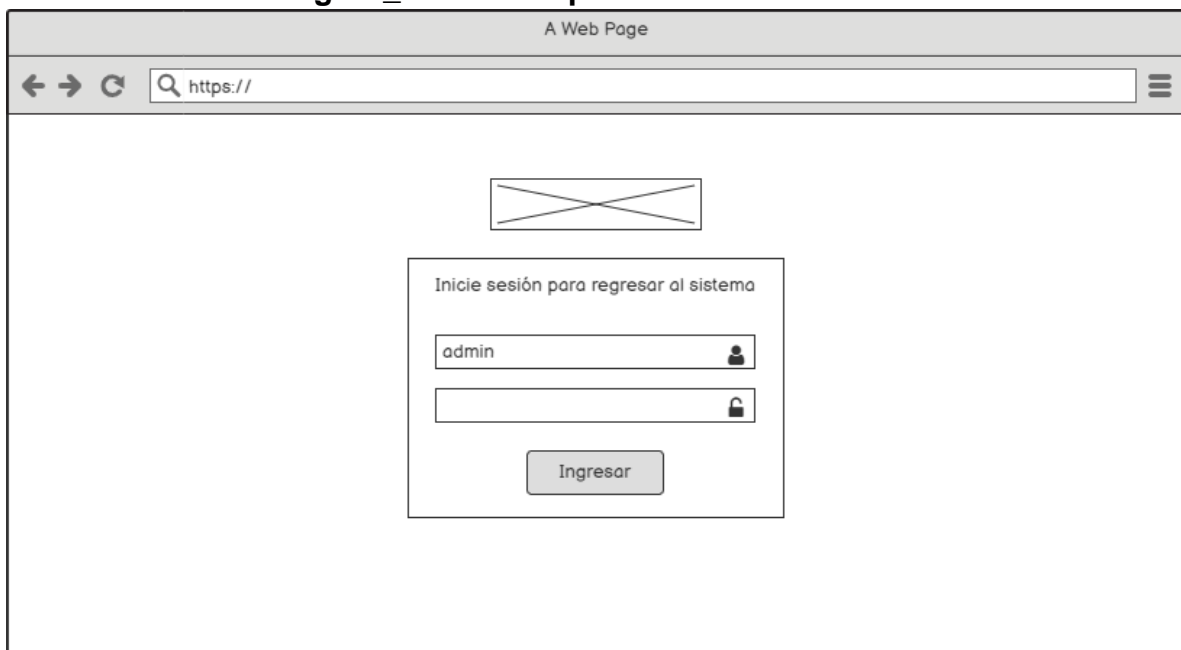 A Web Page
https://
Inicie sesión para regresar al sistema
admin
Ingresar